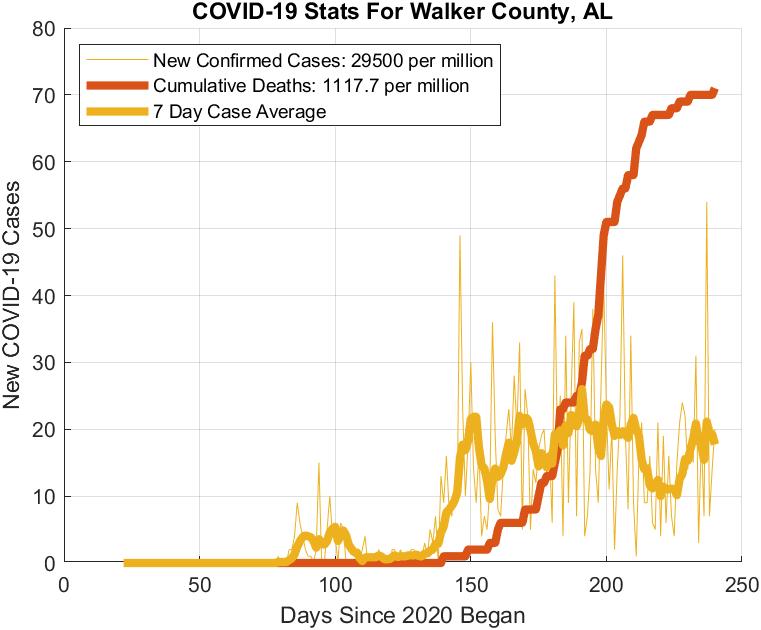 COVID-19 Stats For Walker County, AL
80
70
60
50
40
30
20
10
0
New COVID-19 Cases
New Confirmed Cases: 29500 per million
Cumulative Deaths: 1117.7 per million
7 Day Case Average
0 50 100 150 200 250
Days Since 2020 Began